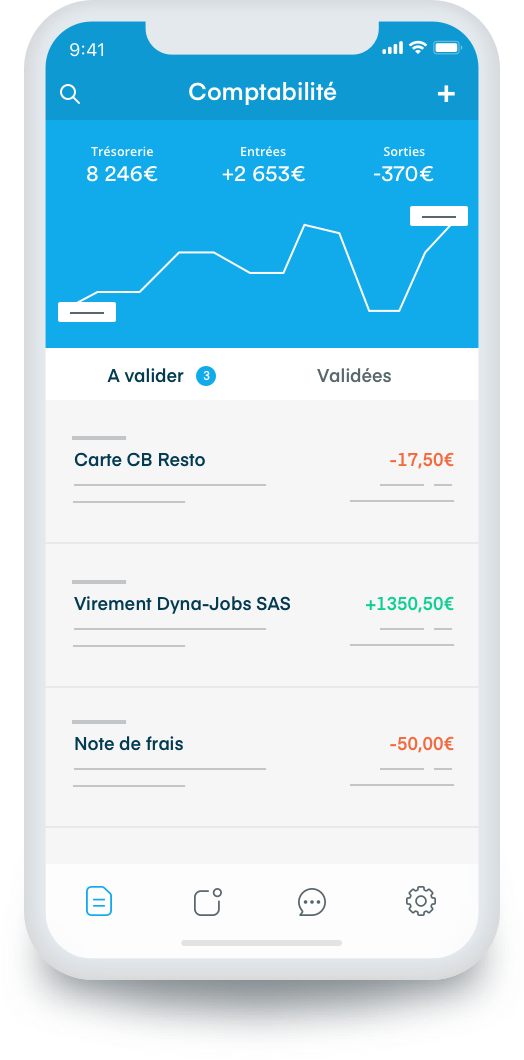 9:41
Comptabilité
Trésorerie Entrées Sorties
8 246€ +2 653€ -370€
A valider 3 Validées
Carte CB Resto -17,50€
Virement Dyna-Jobs SAS +1350,50€
Note de frais -50,00€